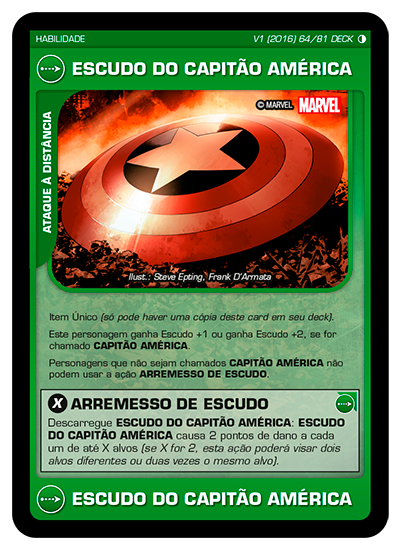 HABILIDADE
V1 (2016) 64/81 DECK
ESCUDO DO CAPITÃO AMÉRICA
ATAQUE À DISTÂNCIA
© MARVEL MARVEL
Ilust.: Steve Epting, Frank D'Armata
Item Único (só pode haver uma cópia deste card em seu deck).
Este personagem ganha Escudo +1 ou ganha Escudo +2, se for
chamado CAPITÃO AMÉRICA.
Personagens que não sejam chamados CAPITÃO AMÉRICA não
podem usar a ação ARREMESSO DE ESCUDO.
X ARREMESSO DE ESCUDO
Descarregue ESCUDO DO CAPITÃO AMÉRICA: ESCUDO
DO CAPITÃO AMÉRICA causa 2 pontos de dano a cada
um de até X alvos (se X for 2, esta ação poderá visar dois
alvos diferentes ou duas vezes o mesmo alvo).
ESCUDO DO CAPITÃO AMÉRICA